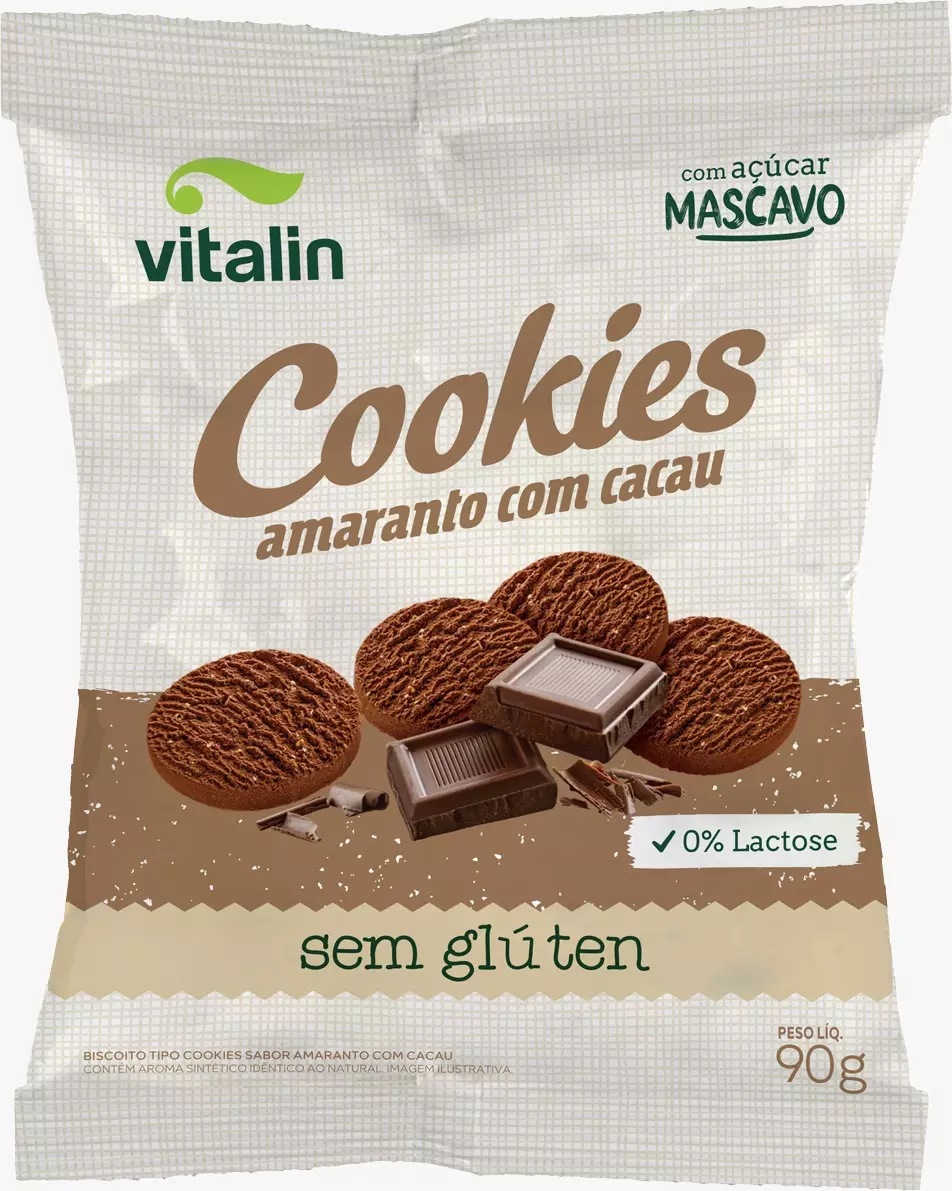 vitalin
com açúcar
MASCAVO
Cookies
amaranto com cacau
✓ 0% Lactose
sem glúten
BISCOITO TIPO COOKIES SABOR AMARANTO COM CACAU
CONTÉM AROMA SINTÉTICO IDÊNTICO AO NATURAL. IMAGEM ILUSTRATIVA.
PESO LÍQ.
90g